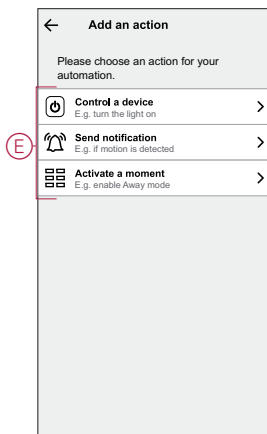 Add an action
Please choose an action for your
automation.
Control a device
E.g. turn the light on
E
Send notification
E.g. if motion is detected
Activate a moment
E.g. enable Away mode